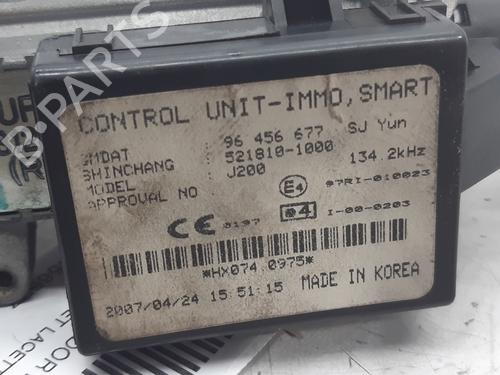 CONTROL UNIT-IMMO, SMART
GMDAT : 96 456 677 SJ Yun
SHINCHANG : 521810-1000
MODEL : J200 134.2kHz
APPROVAL NO : E4 97RI-010023
CE 0197 e4 I-00-0203
*HX074 0975*
2007/04/24 15:51:15 MADE IN KOREA
B PARTS
LACETTI